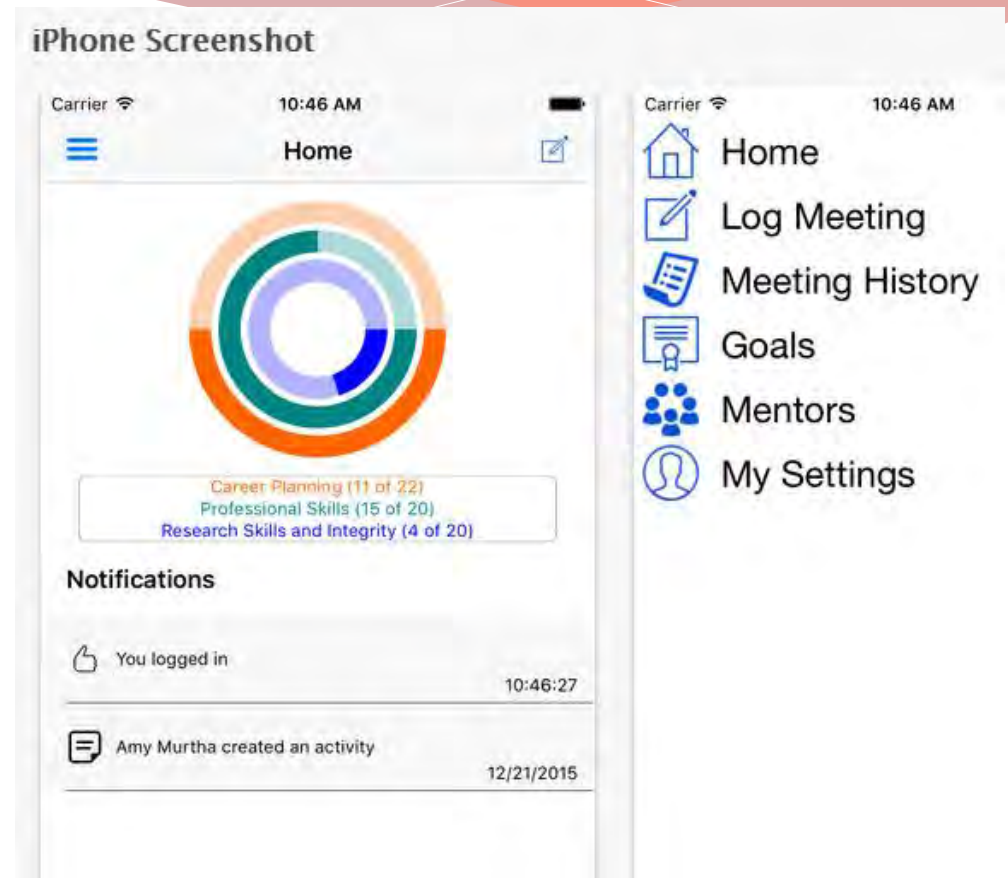 iPhone Screenshot
Carrier 10:46 AM
Home
Career Planning (11 of 22)
Professional Skills (15 of 20)
Research Skills and Integrity (4 of 20)
Notifications
You logged in
10:46:27
Amy Murtha created an activity
12/21/2015
Carrier 10:46 AM
Home
Log Meeting
Meeting History
Goals
Mentors
My Settings